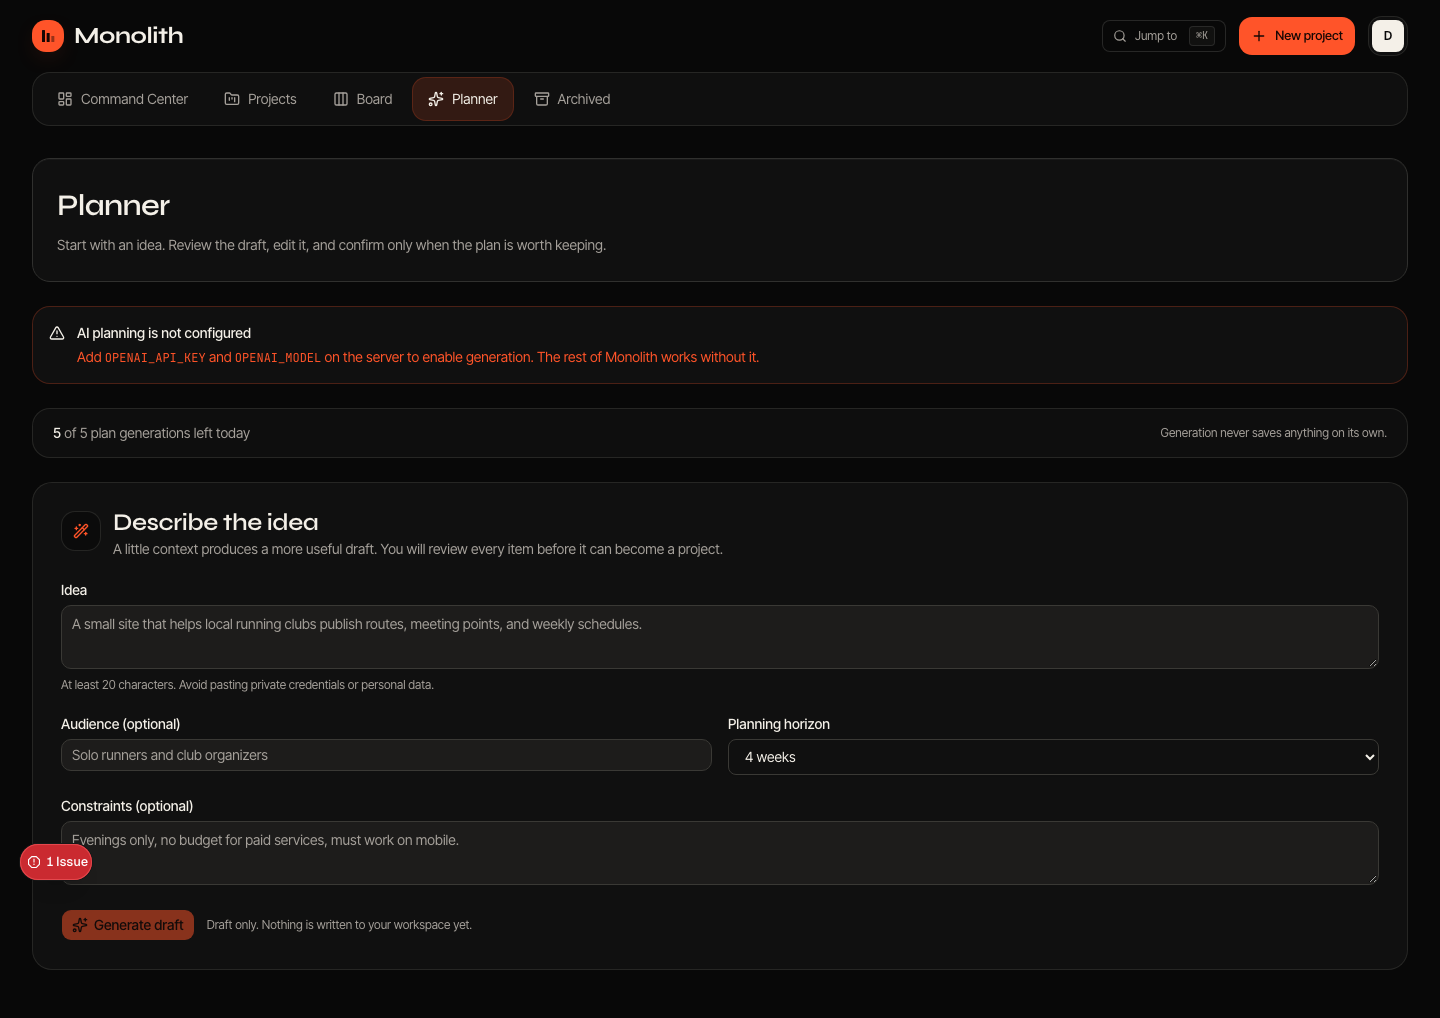 Monolith
Jump to ⌘K
New project
D
Command Center
Projects
Board
Planner
Archived
Planner
Start with an idea. Review the draft, edit it, and confirm only when the plan is worth keeping.
AI planning is not configured
Add OPENAI_API_KEY and OPENAI_MODEL on the server to enable generation. The rest of Monolith works without it.
5 of 5 plan generations left today
Generation never saves anything on its own.
Describe the idea
A little context produces a more useful draft. You will review every item before it can become a project.
Idea
A small site that helps local running clubs publish routes, meeting points, and weekly schedules.
At least 20 characters. Avoid pasting private credentials or personal data.
Audience (optional)
Solo runners and club organizers
Planning horizon
4 weeks
Constraints (optional)
Evenings only, no budget for paid services, must work on mobile.
1 Issue
Generate draft
Draft only. Nothing is written to your workspace yet.